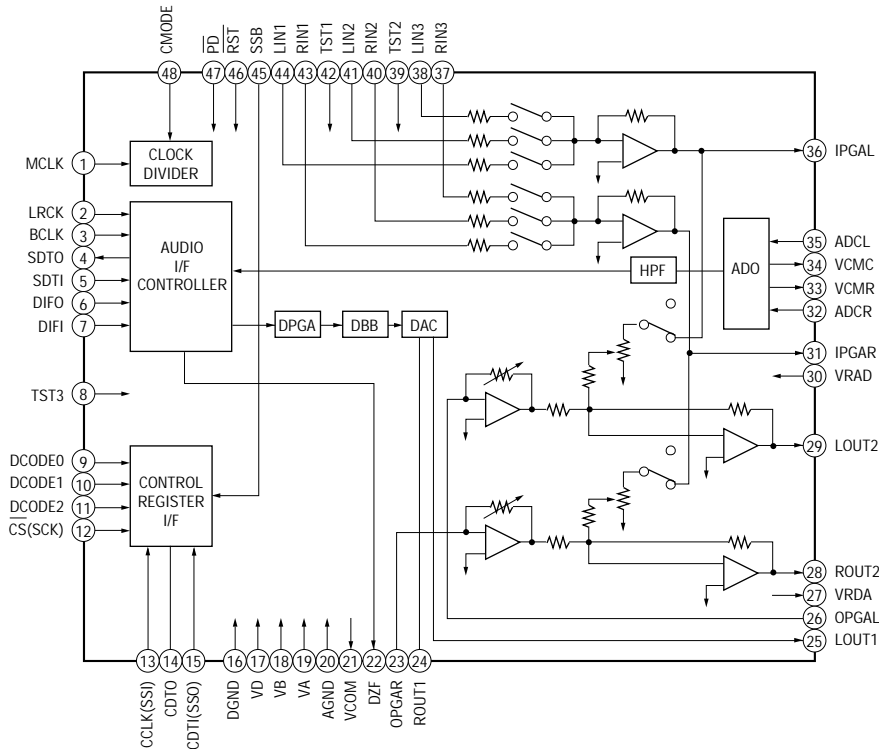 CMODE
PD
RST
SSB
LIN1
RIN1
TST1
LIN2
RIN2
TST2
LIN3
RIN3
48
47
46
45
44
43
42
41
40
39
38
37
MCLK
1
CLOCK
DIVIDER
36
IPGAL
LRCK
2
BCLK
3
SDTO
4
SDTI
5
DIFO
6
DIFI
7
AUDIO
I/F
CONTROLLER
HPF
ADO
35
ADCL
34
VCMC
33
VCMR
32
ADCR
DPGA
DBB
DAC
31
IPGAR
30
VRAD
TST3
8
29
LOUT2
DCODE0
9
DCODE1
10
DCODE2
11
CS(SCK)
12
CONTROL
REGISTER
I/F
28
ROUT2
27
VRDA
26
OPGAL
25
LOUT1
13
14
15
16
17
18
19
20
21
22
23
24
CCLK(SSI)
CDTO
CDTI(SSO)
DGND
VD
VB
VA
AGND
VCOM
DZF
OPGAR
ROUT1